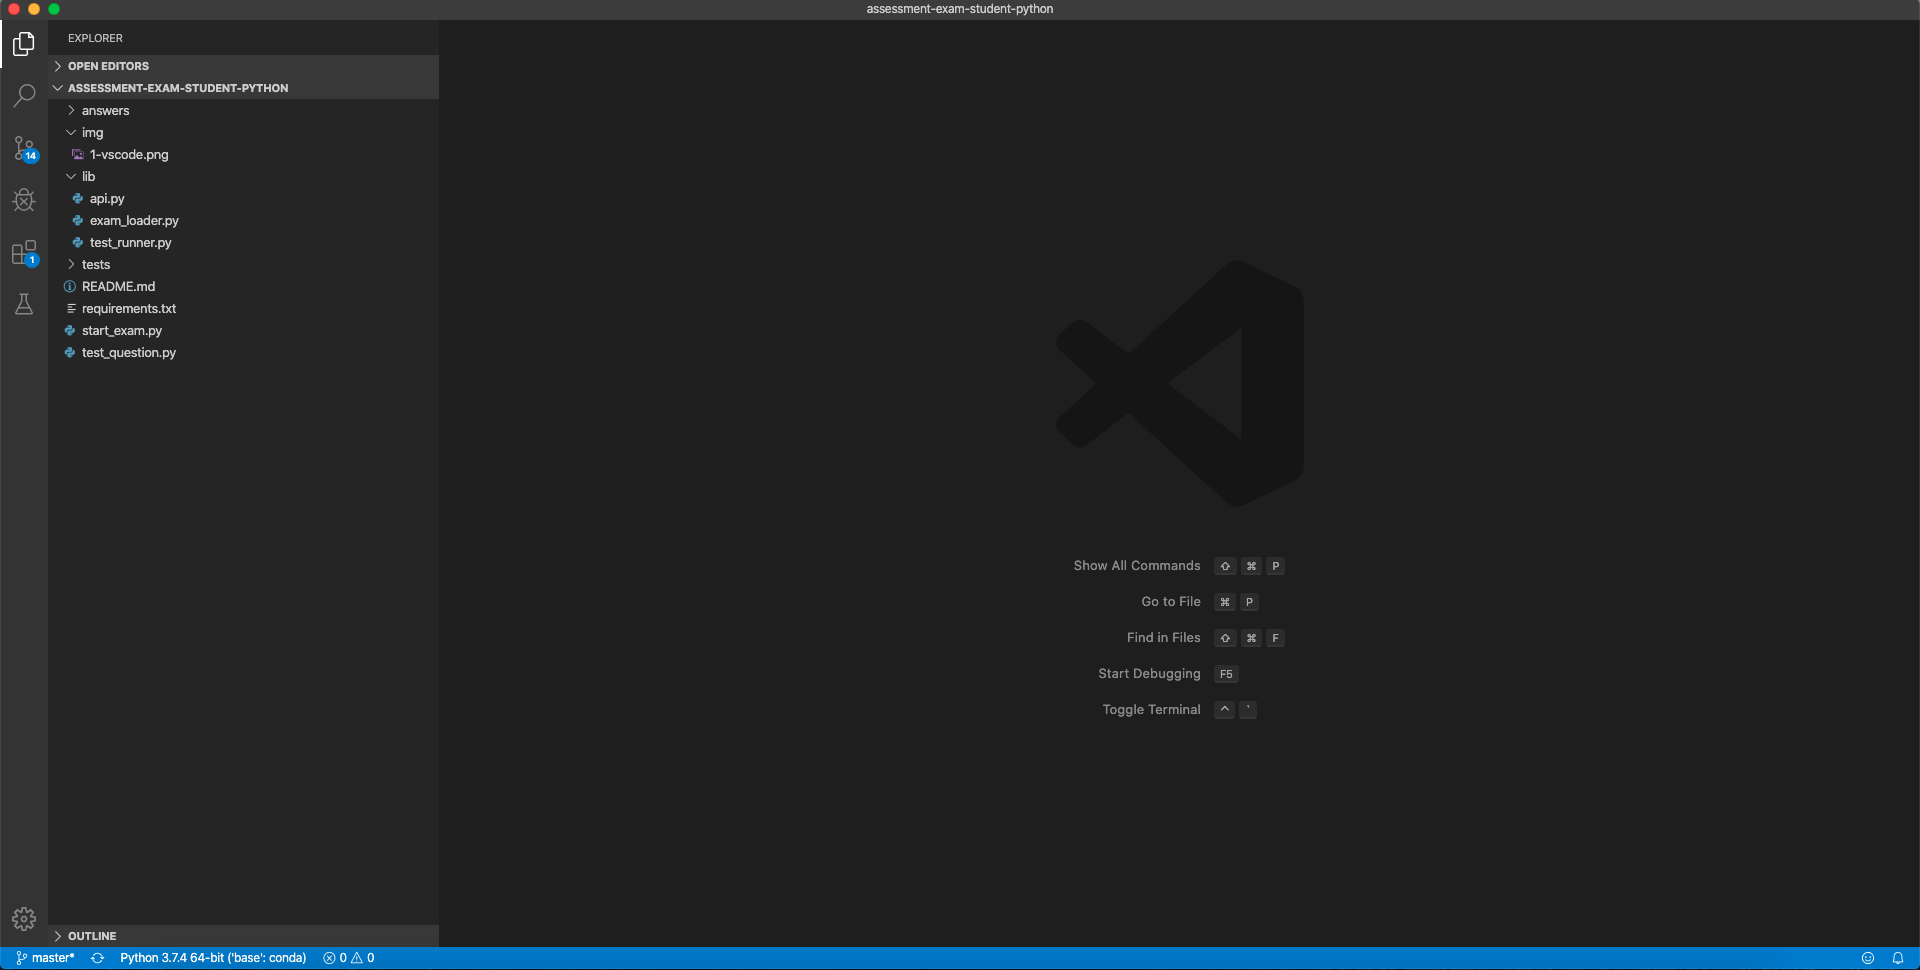 assessment-exam-student-python
EXPLORER
OPEN EDITORS
ASSESSMENT-EXAM-STUDENT-PYTHON
answers
img
1-vscode.png
lib
api.py
exam_loader.py
test_runner.py
tests
README.md
requirements.txt
start_exam.py
test_question.py
14
1
Show All Commands ⇧ ⌘ P
Go to File ⌘ P
Find in Files ⇧ ⌘ F
Start Debugging F5
Toggle Terminal ^ `
OUTLINE
master* Python 3.7.4 64-bit ('base': conda) 0 0